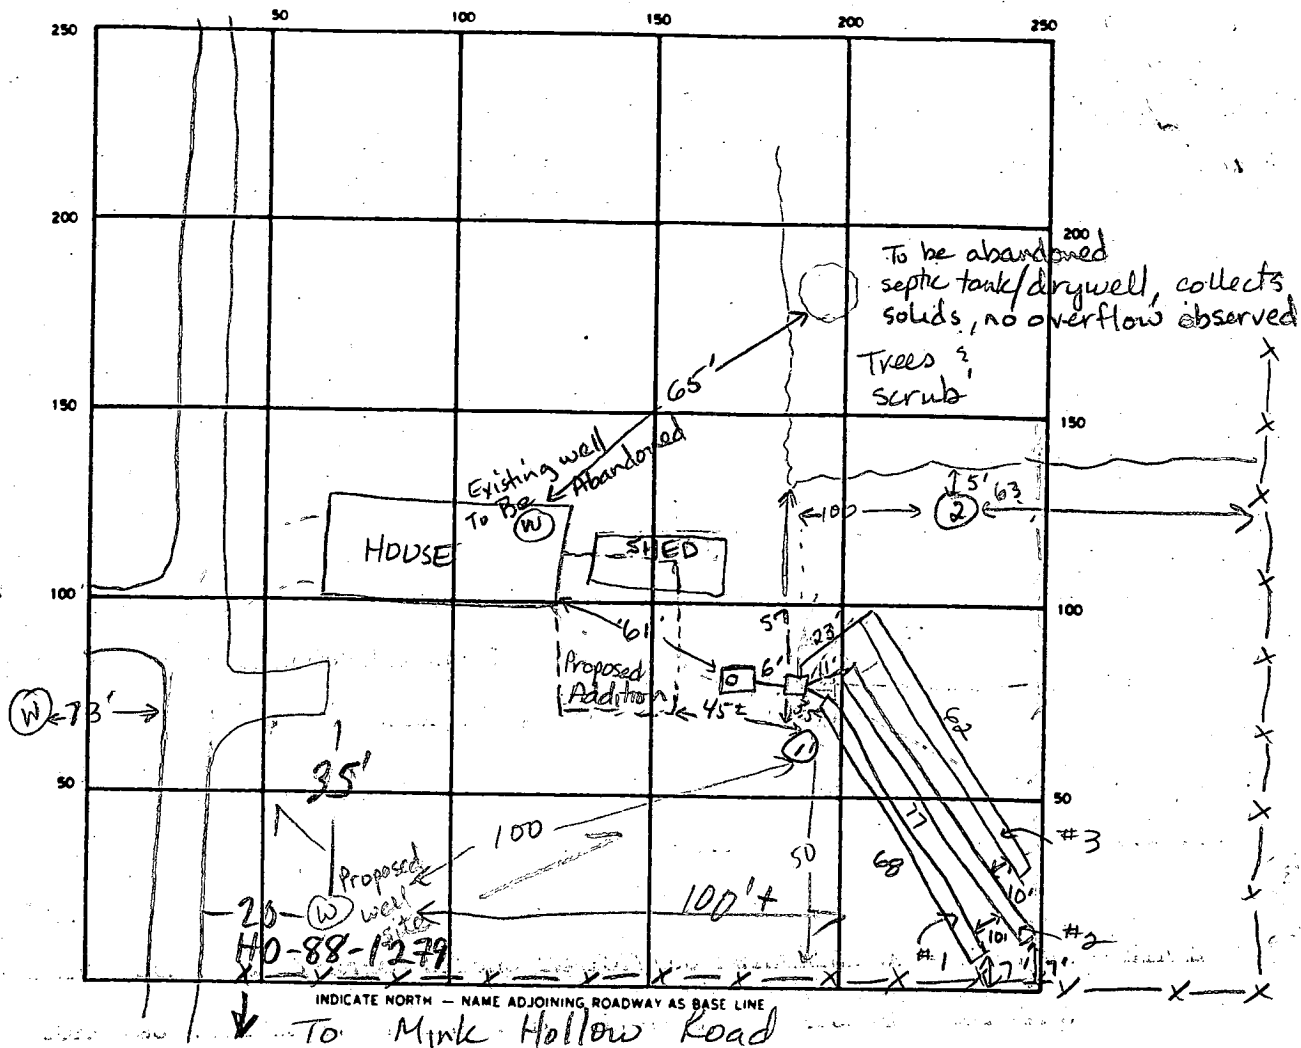 50
100
150
200
250
250
200
150
100
50
200
150
100
50
To be abandoned
septic tank/drywell, collects
solids, no overflow observed
Trees &
scrub
65'
Existing well
To Be Abandoned
W
HOUSE
SHED
5'
←100→
2
63
57
61'
23
11'
6'
Proposed
Addition
45±
1
W
73'
35'
62
77
68
#3
100
50
Proposed
well
site
20
W
100'+
HO-88-1279
10'
10'
#2
#1
7'
7'
INDICATE NORTH — NAME ADJOINING ROADWAY AS BASE LINE
To Mink Hollow Road